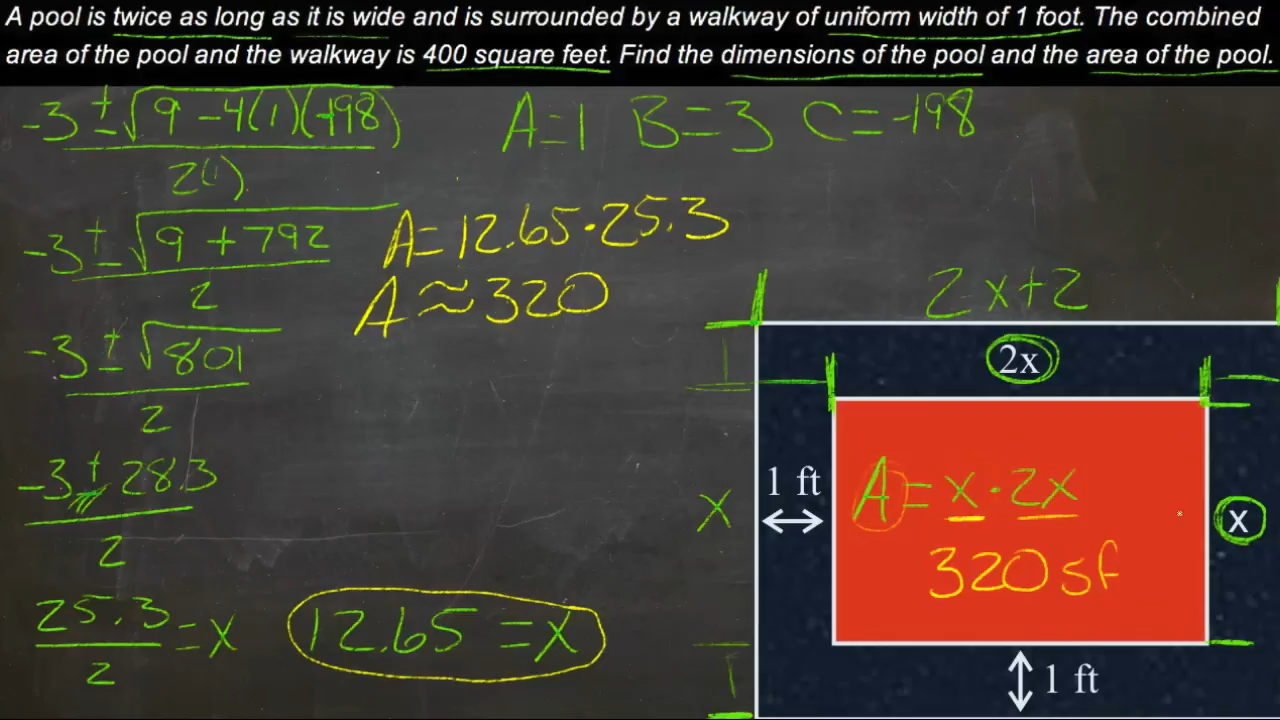 A pool is twice as long as it is wide and is surrounded by a walkway of uniform width of 1 foot. The combined
area of the pool and the walkway is 400 square feet. Find the dimensions of the pool and the area of the pool.
-3 ± √(9 - 4(1)(-198))
2(1)
A=1 B=3 C=-198
-3 ± √9 + 792
2
A=12.65·25.3
A≈320
-3 ± √801
2
-3 ± 28.3
2
25.3
2
=x
12.65 =x
2x+2
1
2x
x
1 ft
A = x · 2x
320 sf
x
1
1 ft